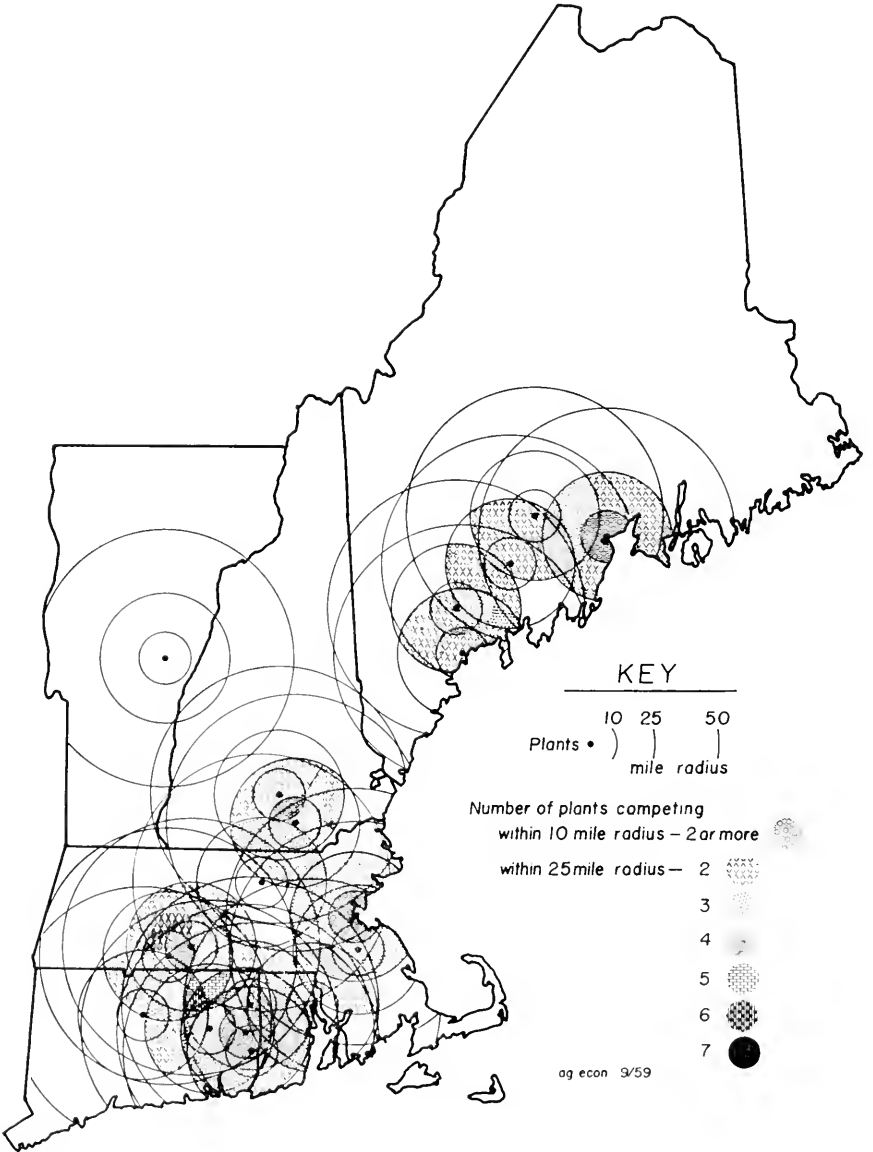 KEY
10 25 50
Plants
mile radius
Number of plants competing
within 10 mile radius — 2 or more
within 25 mile radius — 2
3
4
5
6
7
ag econ 9/59